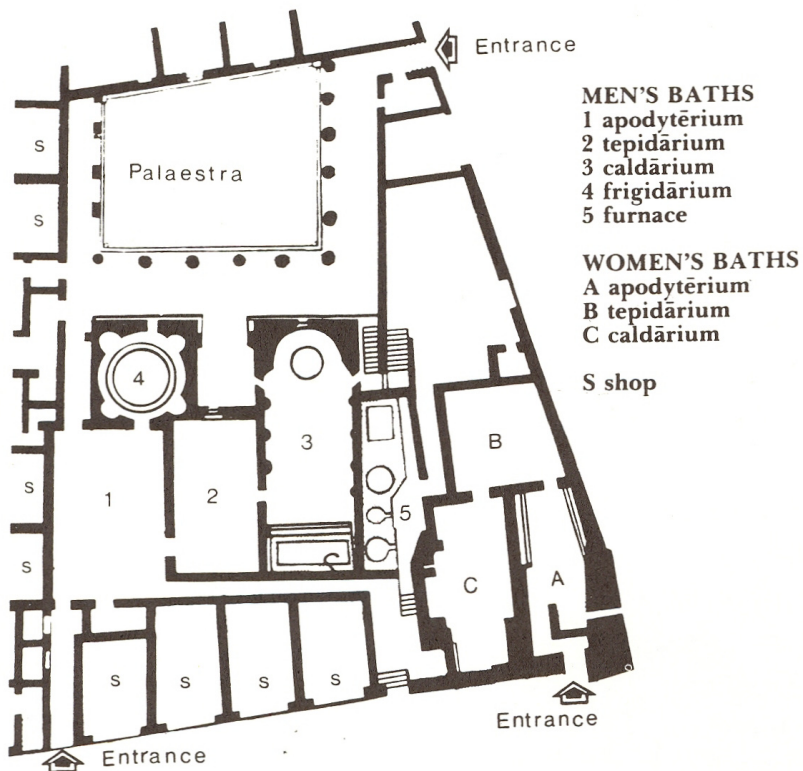 Entrance
S
S
Palaestra
MEN'S BATHS
1 apodytērium
2 tepidārium
3 caldārium
4 frigidārium
5 furnace
WOMEN'S BATHS
A apodytērium
B tepidārium
C caldārium
S shop
4
3
B
S
1
2
5
S
C
A
S
S
S
S
Entrance
Entrance